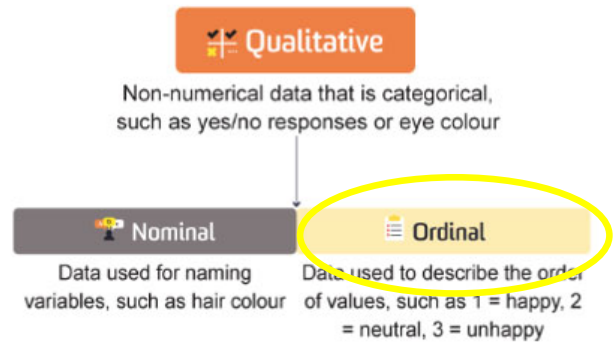 Qualitative
Non-numerical data that is categorical,
such as yes/no responses or eye colour
Nominal
Ordinal
Data used for naming
variables, such as hair colour
Data used to describe the order
of values, such as 1 = happy, 2
= neutral, 3 = unhappy